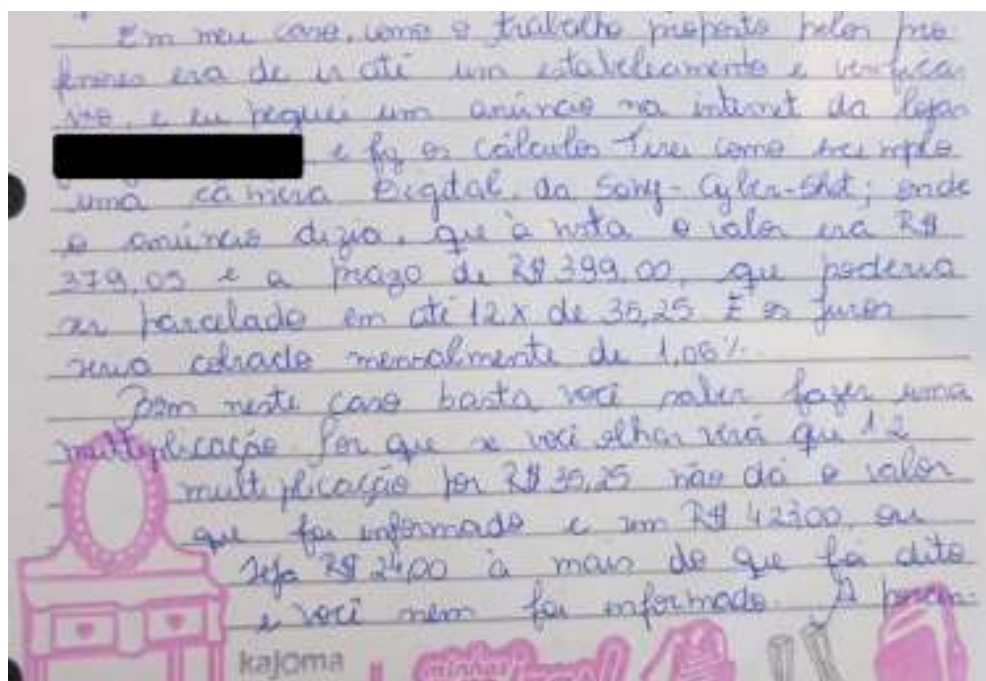 Em meu caso, como o trabalho proposto pelos pro-
fessores era de ir até um estabelecimento e verificar
isso, e eu peguei um anúncio na internet da lojas
e fiz os cálculos Tirei como exemplo
uma câmera Digital da Sony-Cyber-Shot; onde
o anúncio dizia, que à vista o valor era R$
379,05 e a prazo de R$ 399,00, que poderia
ser parcelado em até 12x de 35,25 E os juros
seria cobrado mensalmente de 1,06%.
Bom neste caso basta você saber fazer uma
multiplicação Por que se você olhar verá que 12
multiplicação por R$ 35,25 não dá o valor
que foi informado e sim R$ 423,00, ou
seja R$ 24,00 à mais do que foi dito
e você nem foi informado. A porcen-
kajoma
minhas